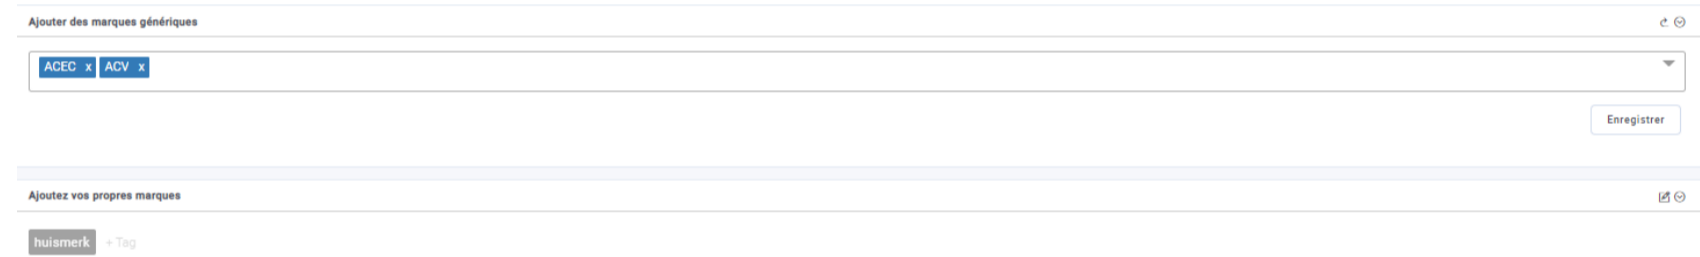 Ajouter des marques génériques
ACEC x ACV x
Enregistrer
Ajoutez vos propres marques
huismerk + Tag